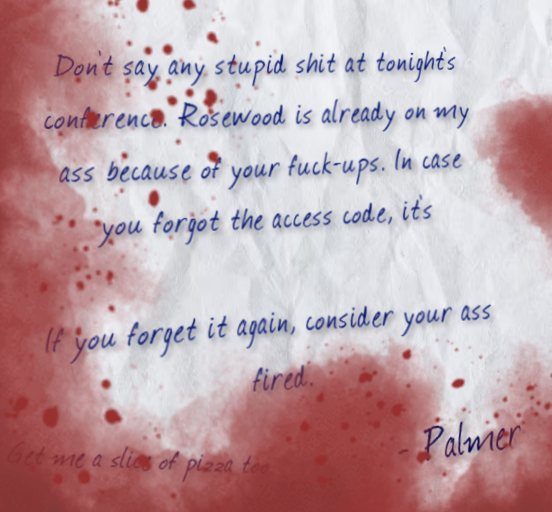 Don't say any stupid shit at tonight's
conference. Rosewood is already on my
ass because of your fuck-ups. In case
you forgot the access code, it's
If you forget it again, consider your ass
fired.
- Palmer
Get me a slice of pizza too